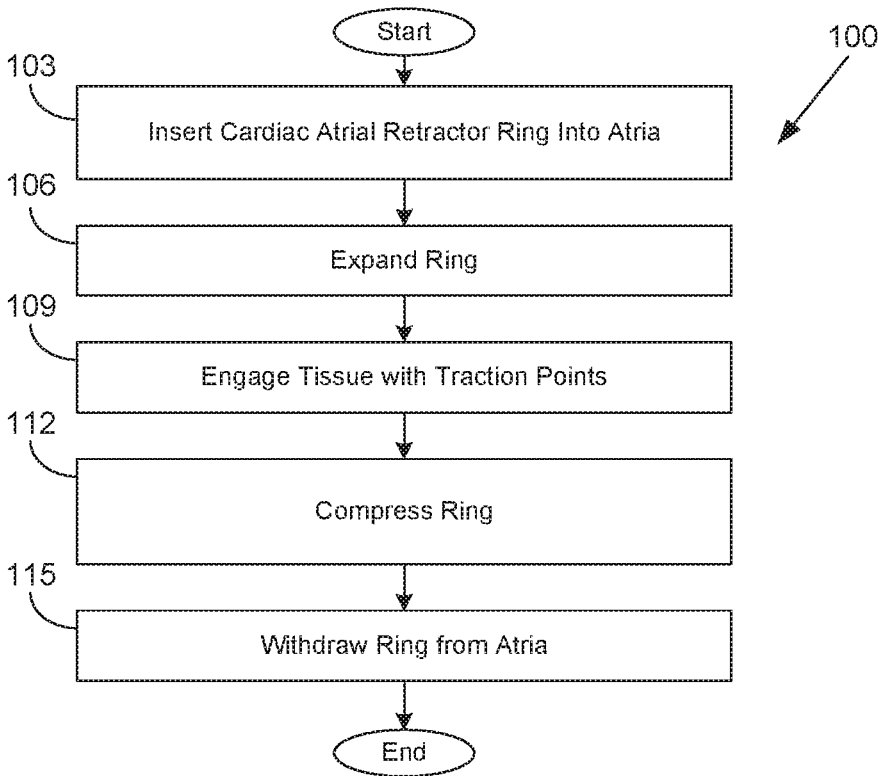 Start
100
103
Insert Cardiac Atrial Retractor Ring Into Atria
106
Expand Ring
109
Engage Tissue with Traction Points
112
Compress Ring
115
Withdraw Ring from Atria
End